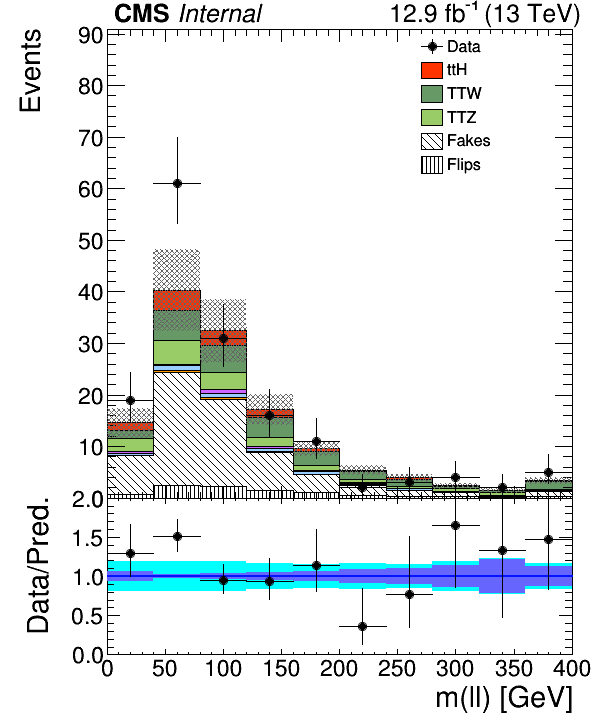 CMS Internal 12.9 fb⁻¹ (13 TeV)
Events
90
80
70
60
50
40
30
20
10
Data
ttH
TTW
TTZ
Fakes
Flips
Data/Pred.
2.0
1.5
1.0
0.5
0.0
0 50 100 150 200 250 300 350 400
m(ll) [GeV]